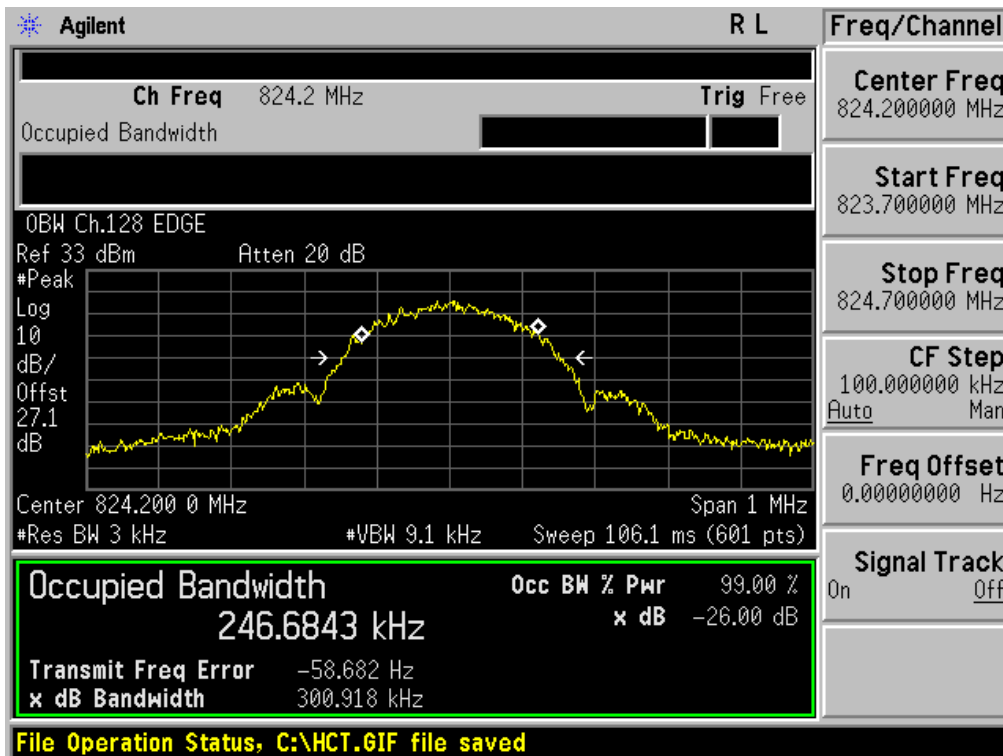 Agilent R L Freq/Channel
Ch Freq 824.2 MHz Trig Free
Occupied Bandwidth
Center Freq
824.200000 MHz
Start Freq
823.700000 MHz
Stop Freq
824.700000 MHz
CF Step
100.000000 kHz
Auto Man
Freq Offset
0.00000000 Hz
Signal Track
On Off
OBW Ch.128 EDGE
Ref 33 dBm Atten 20 dB
#Peak
Log
10
dB/
Offst
27.1
dB
Center 824.200 0 MHz Span 1 MHz
#Res BW 3 kHz #VBW 9.1 kHz Sweep 106.1 ms (601 pts)
Occupied Bandwidth Occ BW % Pwr 99.00 %
246.6843 kHz x dB -26.00 dB
Transmit Freq Error -58.682 Hz
x dB Bandwidth 300.918 kHz
File Operation Status, C:\HCT.GIF file saved